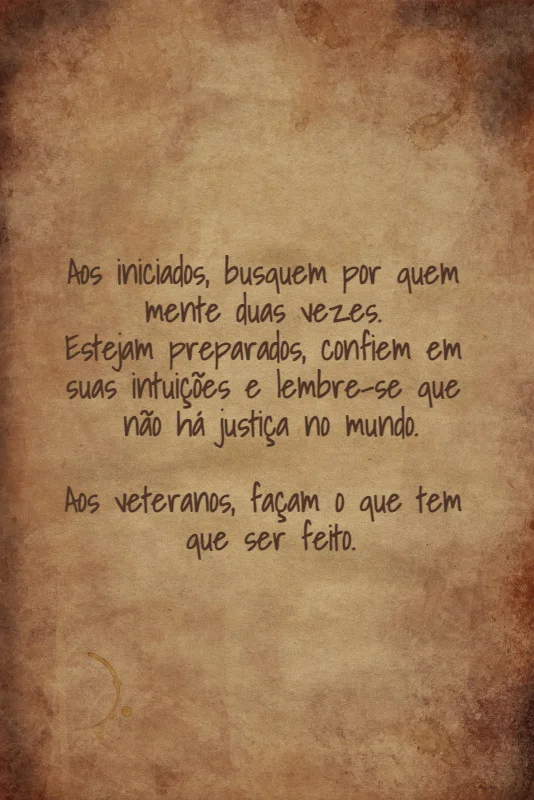 Aos iniciados, busquem por quem
mente duas vezes.
Estejam preparados, confiem em
suas intuições e lembre-se que
não há justiça no mundo.
Aos veteranos, façam o que tem
que ser feito.